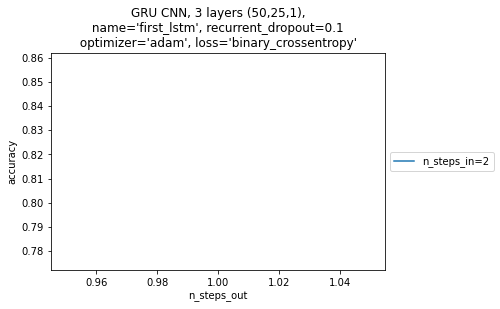 GRU CNN, 3 layers (50,25,1),
name='first_lstm', recurrent_dropout=0.1
optimizer='adam', loss='binary_crossentropy'
0.86
0.85
0.84
0.83
0.82
0.81
0.80
0.79
0.78
accuracy
n_steps_in=2
0.96 0.98 1.00 1.02 1.04
n_steps_out